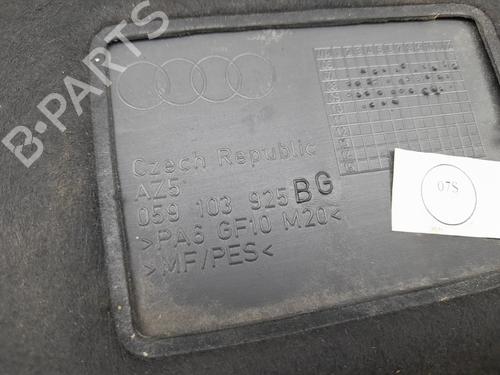 B-PARTS
Czech Republic
AZ5
059 103 925 BG
>PA6 GF10 M20<
>MF/PES<
07S